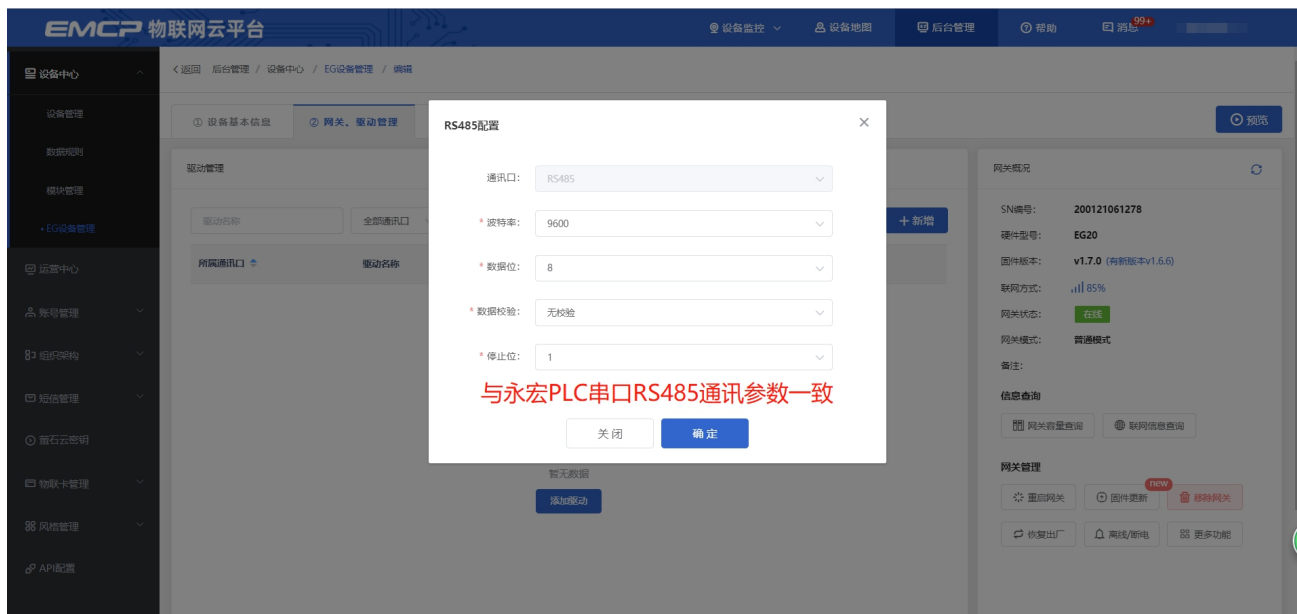 EMCP 物联网云平台
设备监控
设备地图
后台管理
帮助
消息
99+
设备中心
设备管理
数据规则
模块管理
• EG设备管理
运营中心
账号管理
组织架构
短信管理
萤石云密钥
物联卡管理
风格管理
API配置
返回 后台管理 / 设备中心 / EG设备管理 / 编辑
① 设备基本信息
② 网关、驱动管理
预览
驱动管理
驱动名称
全部通讯口
新增
所属通讯口
驱动名称
暂无数据
添加驱动
RS485配置
通讯口: RS485
* 波特率: 9600
* 数据位: 8
* 数据校验: 无校验
* 停止位: 1
与永宏PLC串口RS485通讯参数一致
关闭
确定
网关概况
SN编号: 200121061278
硬件型号: EG20
固件版本: v1.7.0 (有新版本v1.6.6)
联网方式: 85%
网关状态: 在线
网关模式: 普通模式
备注:
信息查询
网关容量查询
联网信息查询
网关管理
new
重启网关
固件更新
移除网关
恢复出厂
离线/断电
更多功能